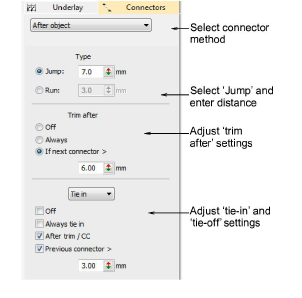 Underlay
Connectors
After object
Select connector
method
Type
Jump: 7.0 mm
Run: 3.0 mm
Select 'Jump' and
enter distance
Trim after
Off
Always
If next connector >
6.00 mm
Adjust 'trim
after' settings
Tie in
Off
Always tie in
After trim / CC
Previous connector >
3.00 mm
Adjust 'tie-in' and
'tie-off' settings